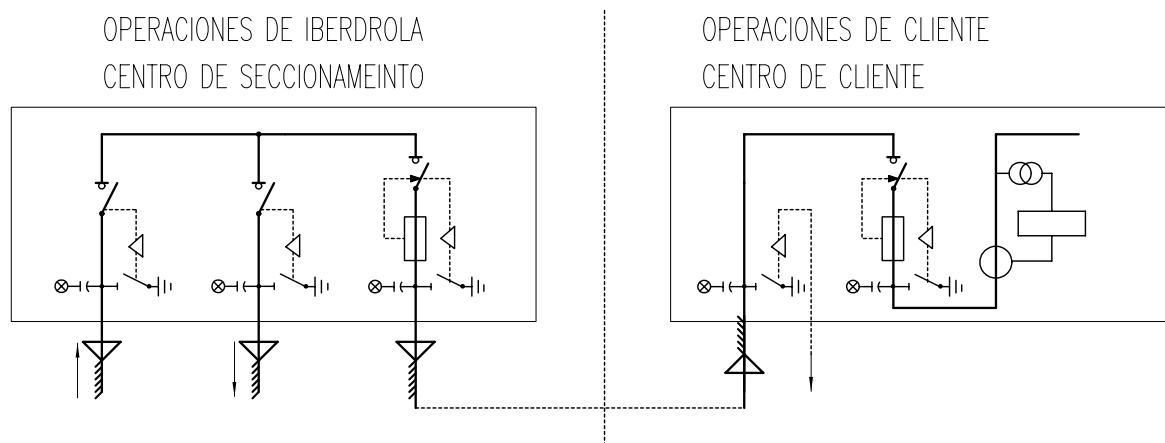 OPERACIONES DE IBERDROLA
CENTRO DE SECCIONAMEINTO
OPERACIONES DE CLIENTE
CENTRO DE CLIENTE